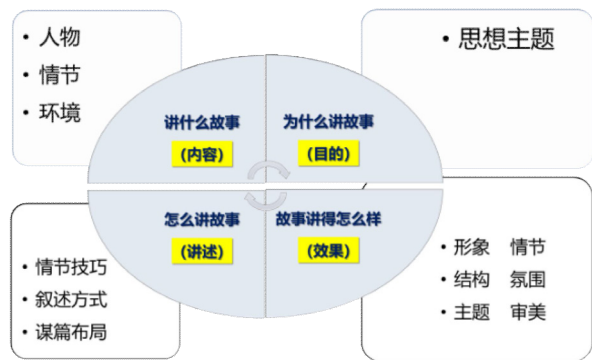 • 人物
• 情节
• 环境
• 思想主题
讲什么故事
(内容)
为什么讲故事
(目的)
怎么讲故事
(讲述)
故事讲得怎么样
(效果)
• 情节技巧
• 叙述方式
• 谋篇布局
• 形象 情节
• 结构 氛围
• 主题 审美